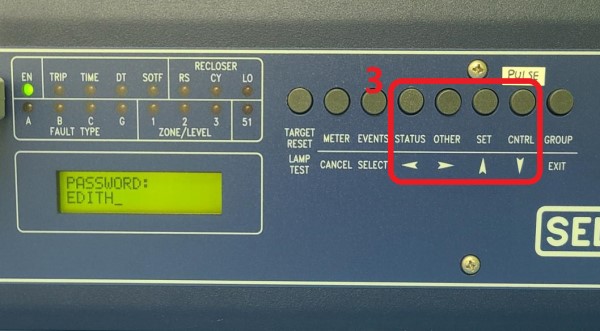 RECLOSER
EN TRIP TIME DT SOTF RS CY LO
A B C G 1 2 3 51
FAULT TYPE ZONE/LEVEL
PASSWORD:
EDITH_
3
PULSE
TARGET RESET METER EVENTS STATUS OTHER SET CNTRL GROUP
LAMP TEST CANCEL SELECT EXIT
SEL